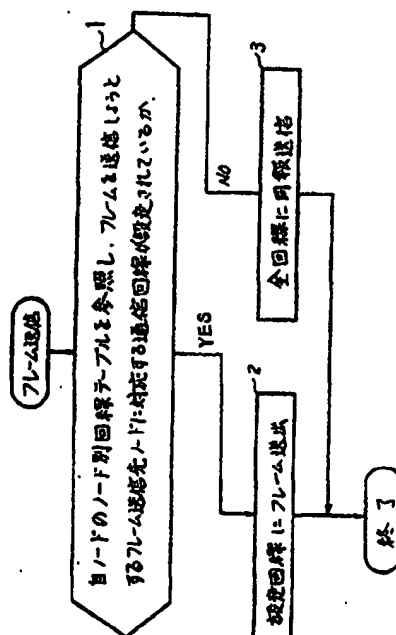 フレーム送信
1
自ノードのノード別回線テーブルを参照し、フレームを送信しようと
するフレーム送信先ノードに対応する通信回線が設定されているか.
YES
NO
2
設定回線にフレーム送出
3
全回線に同報送信
終了